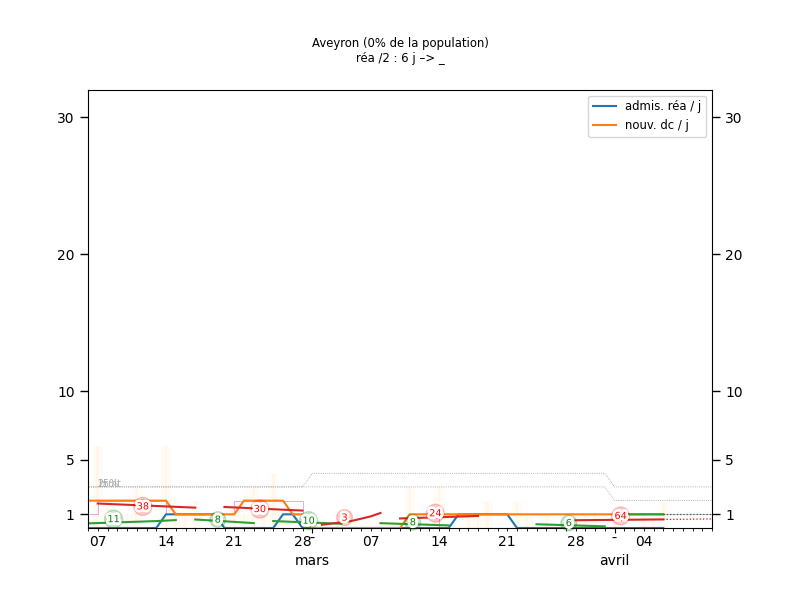 Aveyron (0% de la population)
réa /2 : 6 j –> _
admis. réa / j
nouv. dc / j
30 30
20 20
10 10
5 5
1 1
38 30 3 24 64
11 8 10 8 6
07 14 21 28 07 14 21 28 04
mars avril